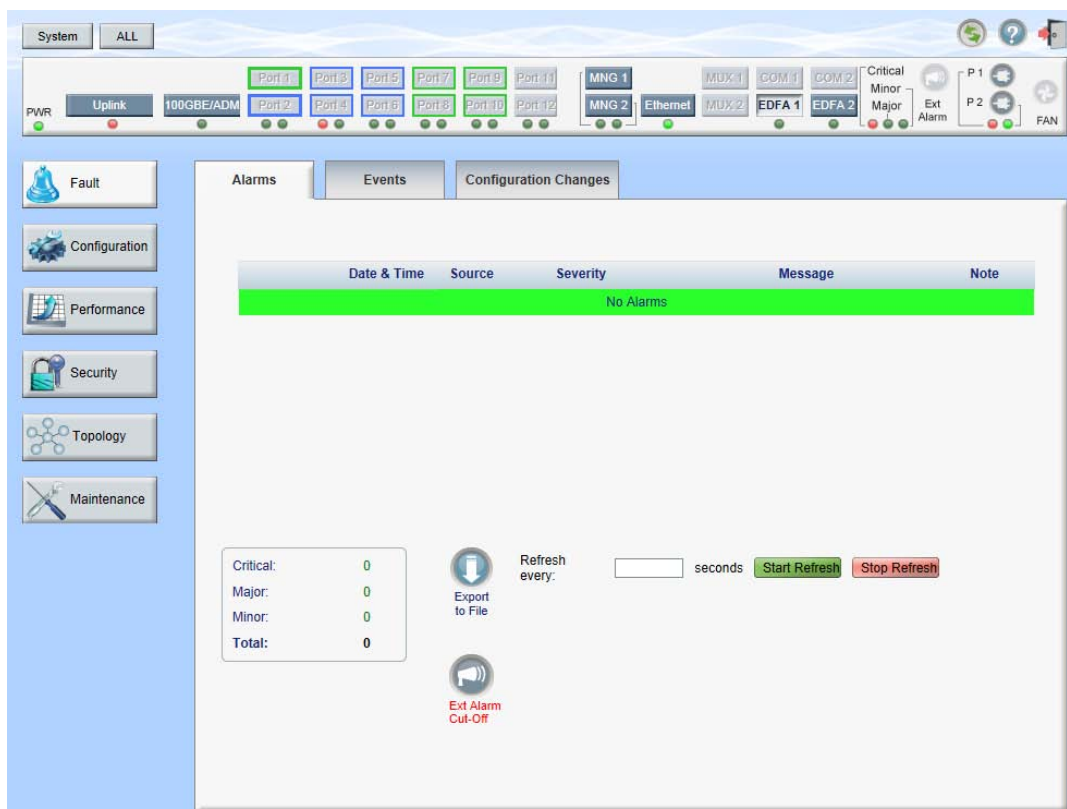 System ALL
Port 1 Port 3 Port 5 Port 7 Port 9 Port 11 MNG 1 MUX 1 COM 1 COM 2 Critical P 1
Minor
PWR Uplink 100GBE/ADM Port 2 Port 4 Port 6 Port 8 Port 10 Port 12 MNG 2 Ethernet MUX 2 EDFA 1 EDFA 2 Major Ext P 2
Alarm FAN
Fault
Configuration
Performance
Security
Topology
Maintenance
Alarms Events Configuration Changes
Date & Time Source Severity Message Note
No Alarms
Critical: 0
Major: 0
Minor: 0
Total: 0
Export
to File
Refresh
every: seconds Start Refresh Stop Refresh
Ext Alarm
Cut-Off